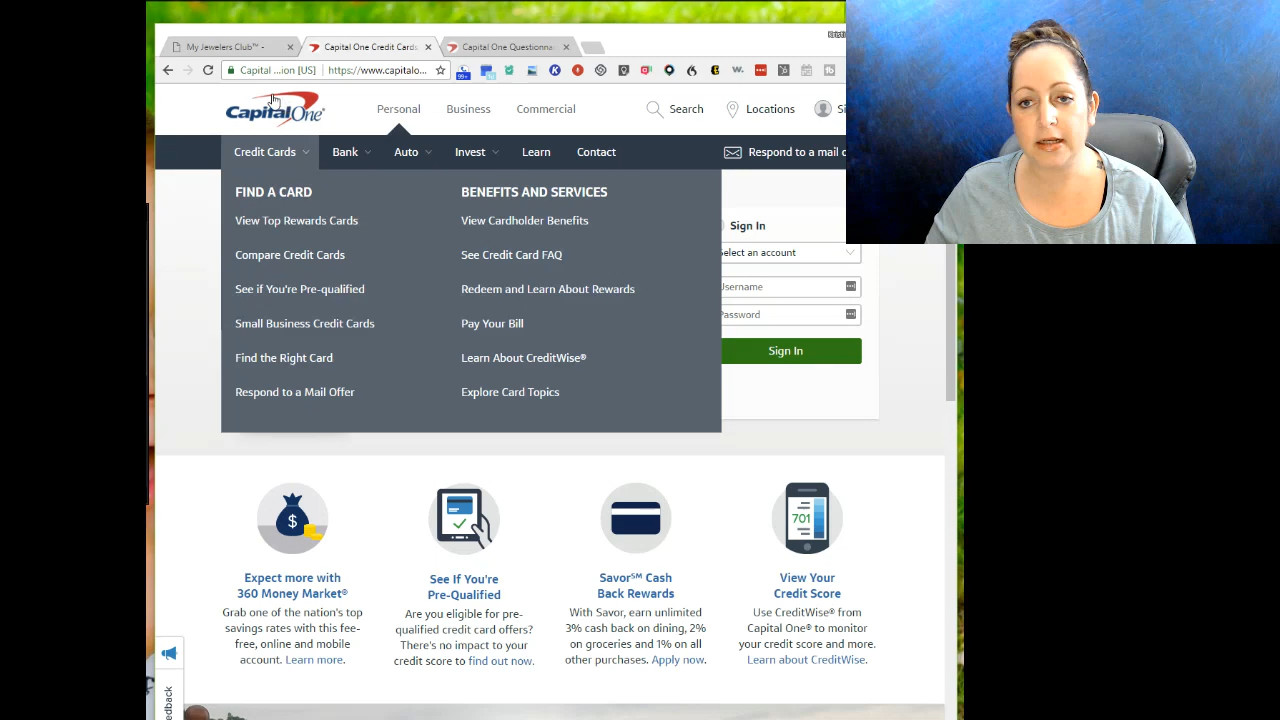 My Jewelers Club™ -
Capital One Credit Cards
Capital One Questionna
Capital ...ion [US]
https://www.capitalo...
99+
w.
CapitalOne®
Personal
Business
Commercial
Search
Locations
Si
Credit Cards
Bank
Auto
Invest
Learn
Contact
Respond to a mail o
FIND A CARD
View Top Rewards Cards
Compare Credit Cards
See if You're Pre-qualified
Small Business Credit Cards
Find the Right Card
Respond to a Mail Offer
BENEFITS AND SERVICES
View Cardholder Benefits
See Credit Card FAQ
Redeem and Learn About Rewards
Pay Your Bill
Learn About CreditWise®
Explore Card Topics
Sign In
Select an account
Username
Password
Sign In
$
Expect more with
360 Money Market®
Grab one of the nation's top
savings rates with this fee-
free, online and mobile
account. Learn more.
See If You're
Pre-Qualified
Are you eligible for pre-
qualified credit card offers?
There's no impact to your
credit score to find out now.
Savor℠ Cash
Back Rewards
With Savor, earn unlimited
3% cash back on dining, 2%
on groceries and 1% on all
other purchases. Apply now.
701
View Your
Credit Score
Use CreditWise® from
Capital One® to monitor
your credit score and more.
Learn about CreditWise.
edback